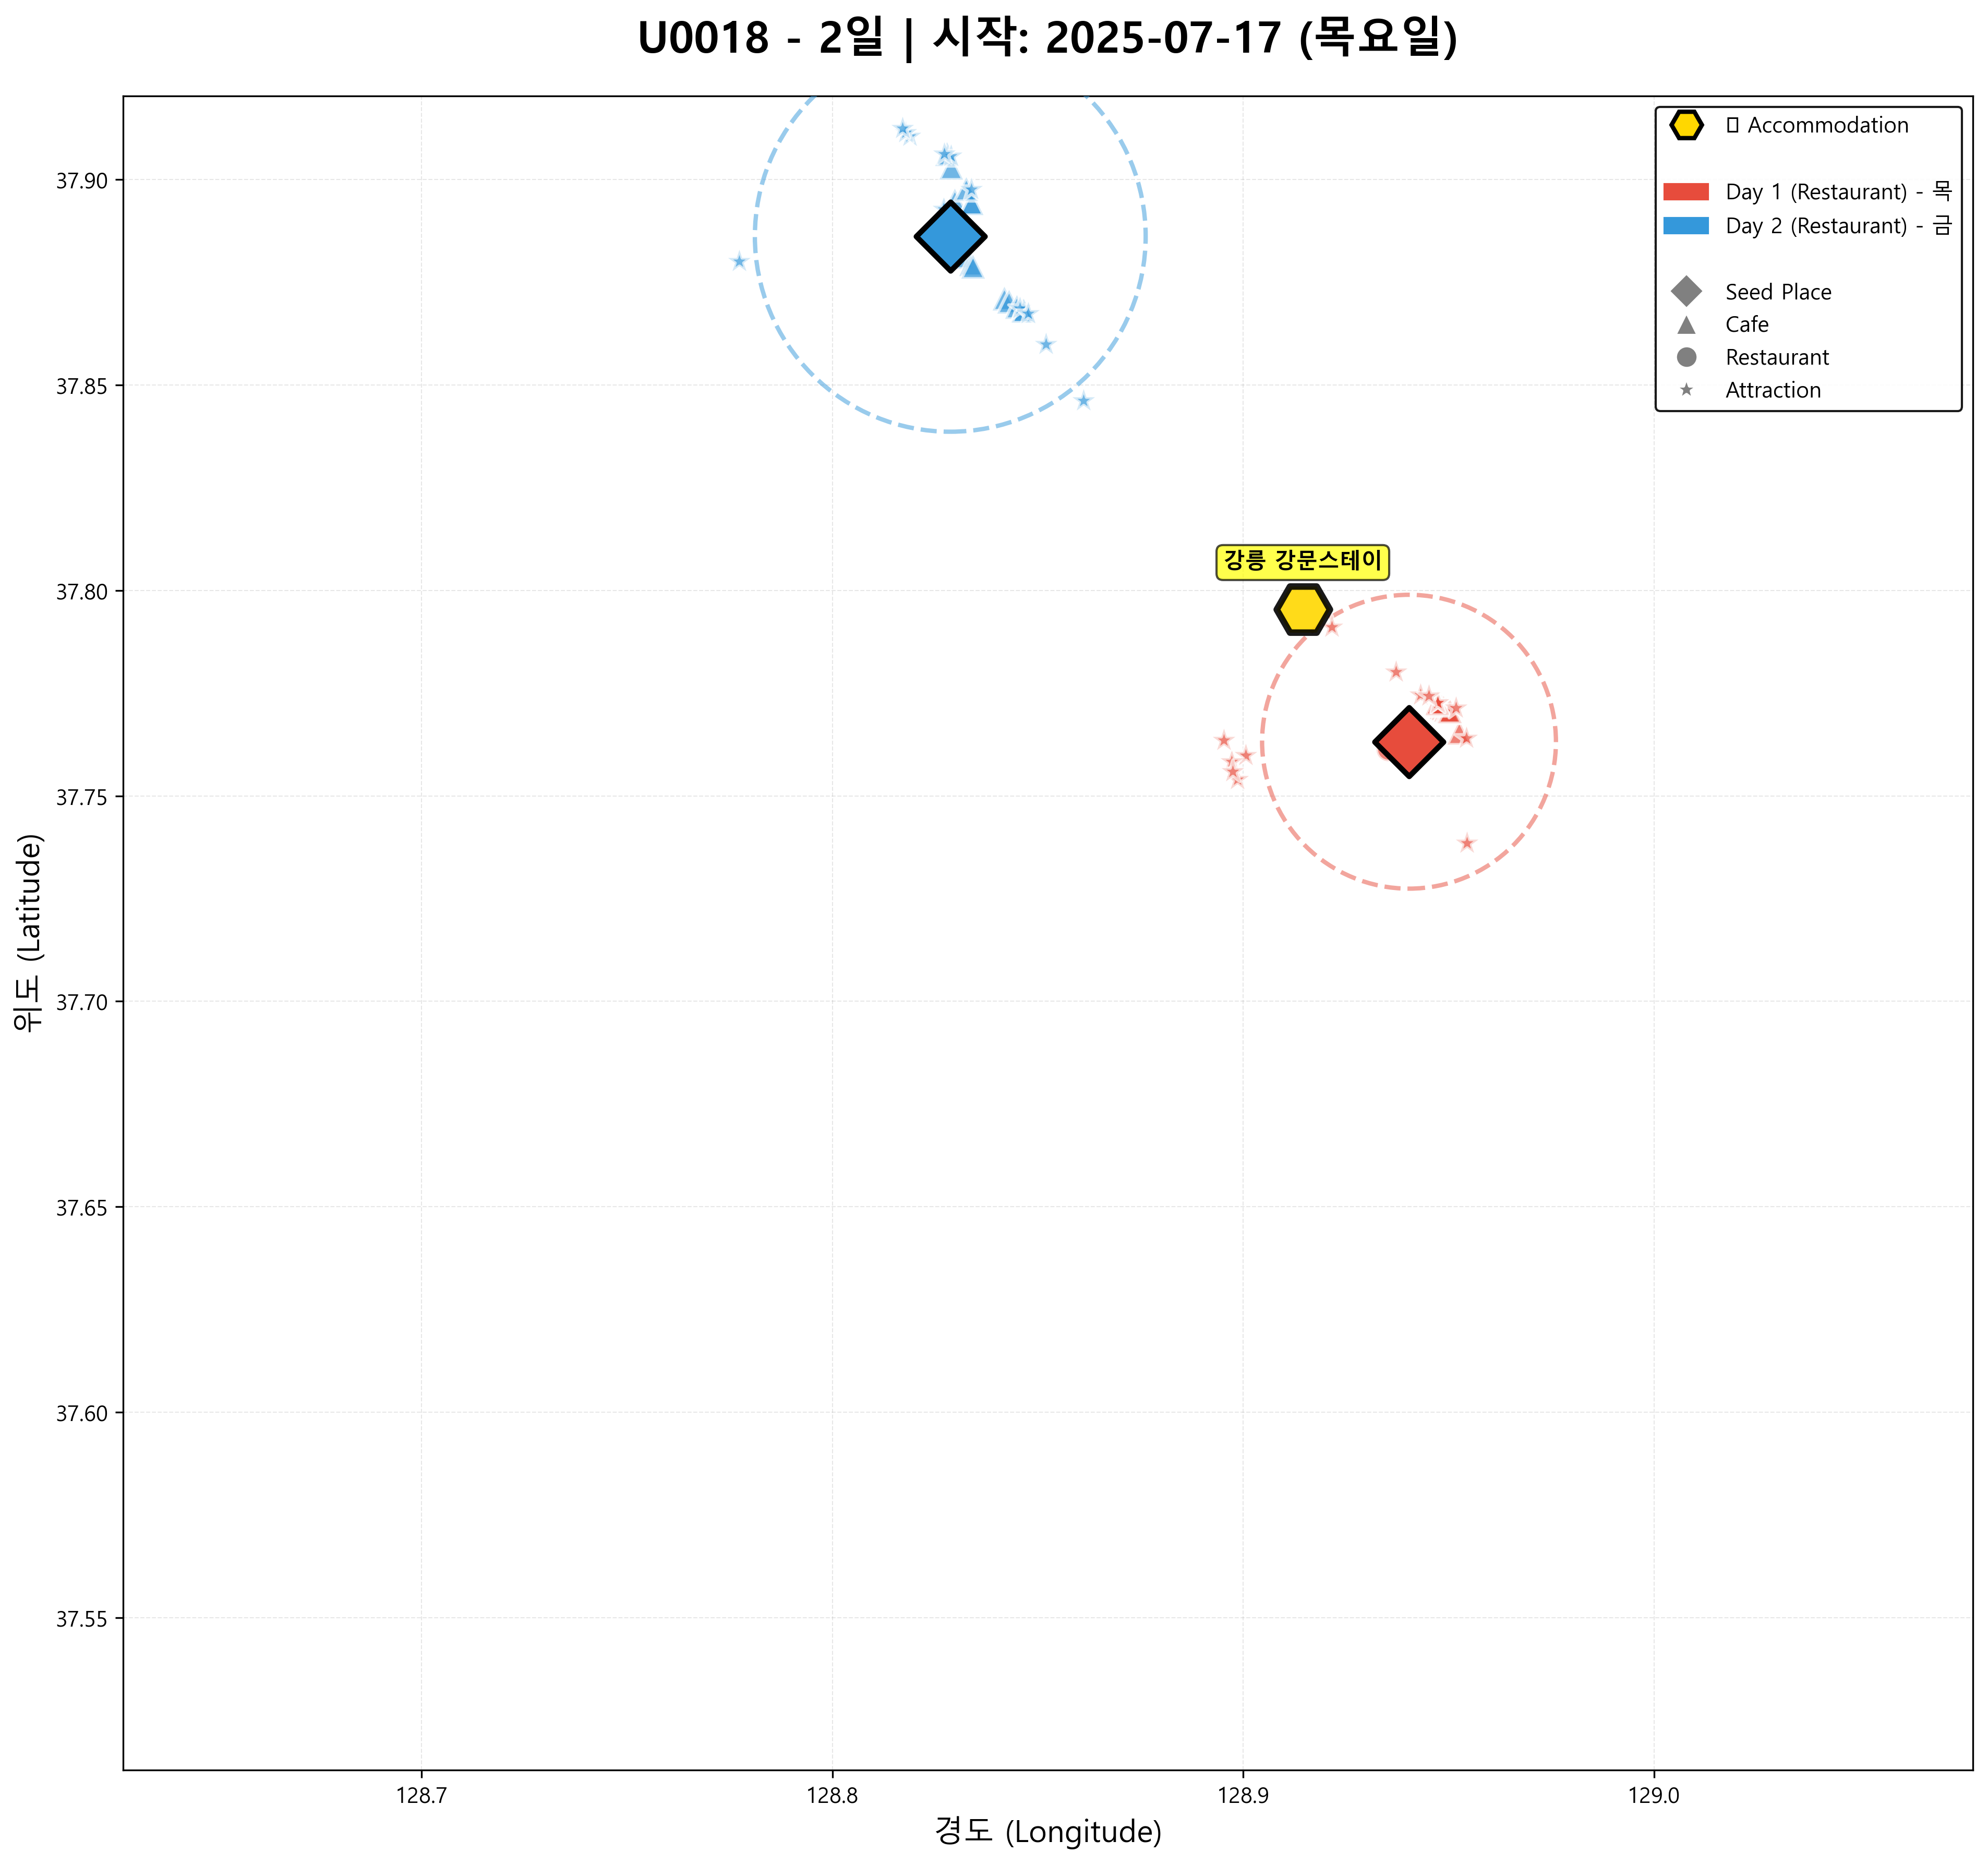 U0018 - 2일 | 시작: 2025-07-17 (목요일)
▯ Accommodation
Day 1 (Restaurant) - 목
Day 2 (Restaurant) - 금
Seed Place
Cafe
Restaurant
Attraction
강릉 강문스테이
위도 (Latitude)
37.90
37.85
37.80
37.75
37.70
37.65
37.60
37.55
128.7
128.8
128.9
129.0
경도 (Longitude)